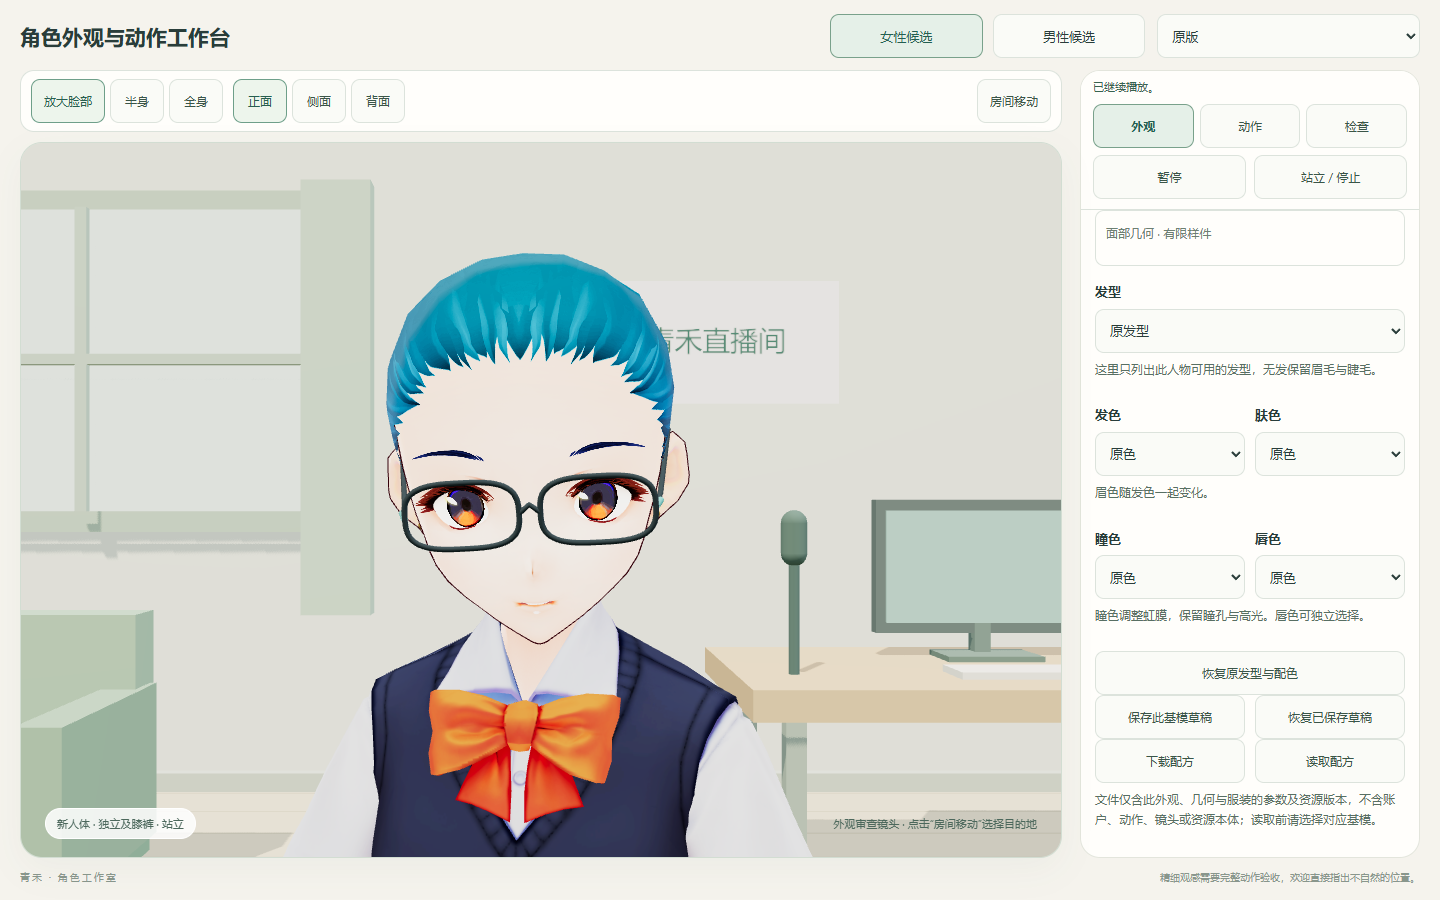 角色外观与动作工作台
女性候选
男性候选
原版
放大脸部
半身
全身
正面
侧面
背面
房间移动
已继续播放。
外观
动作
检查
暂停
站立 / 停止
面部几何 · 有限样件
发型
原发型
这里只列出此人物可用的发型，无发保留眉毛与睫毛。
发色
肤色
原色
原色
眉色随发色一起变化。
瞳色
唇色
原色
原色
瞳色调整虹膜，保留瞳孔与高光。唇色可独立选择。
恢复原发型与配色
保存此基模草稿
恢复已保存草稿
下载配方
读取配方
文件仅含此外观、几何与服装的参数及资源版本，不含账
户、动作、镜头或资源本体；读取前请选择对应基模。
青禾直播间
新人体 · 独立及膝裤 · 站立
外观审查镜头 · 点击“房间移动”选择目的地
青禾 · 角色工作室
精细观感需要完整动作验收，欢迎直接指出不自然的位置。